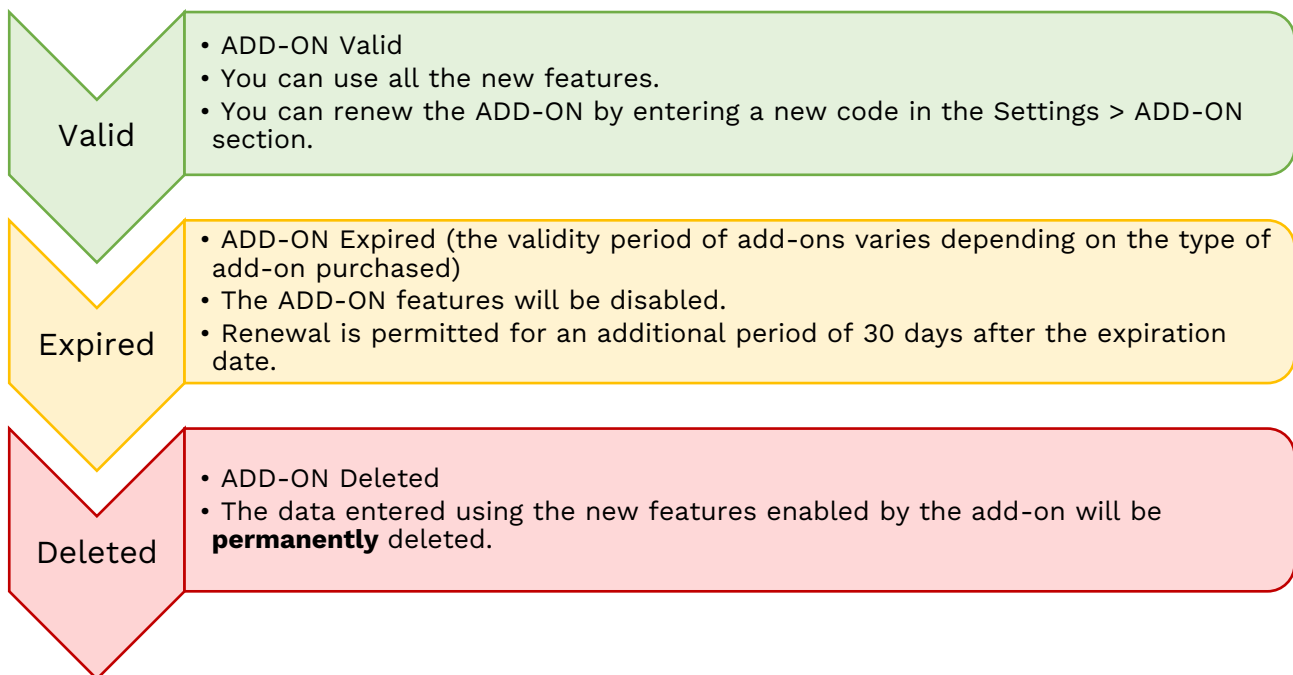 Valid
• ADD-ON Valid
• You can use all the new features.
• You can renew the ADD-ON by entering a new code in the Settings > ADD-ON
section.
Expired
• ADD-ON Expired (the validity period of add-ons varies depending on the type of
add-on purchased)
• The ADD-ON features will be disabled.
• Renewal is permitted for an additional period of 30 days after the expiration
date.
Deleted
• ADD-ON Deleted
• The data entered using the new features enabled by the add-on will be
permanently deleted.